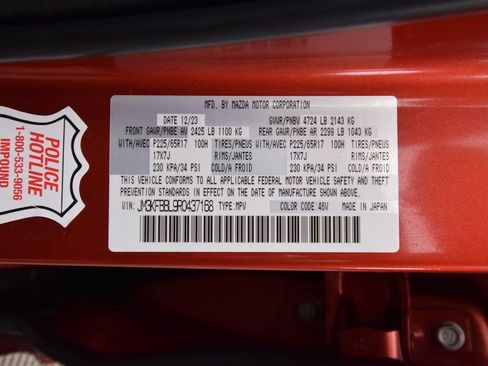 MFD. BY MAZDA MOTOR CORPORATION
DATE 12/23 GVWR/PNBV 4724 LB 2143 KG
FRONT GAWR/PNBE AV 2425 LB 1100 KG REAR GAWR/PNBE AR 2299 LB 1043 KG
WITH/AVEC P225/65R17 100H TIRES/PNEUS WITH/AVEC P225/65R17 100H TIRES/PNEUS
17X7J RIMS/JANTES 17X7J RIMS/JANTES
230 KPA/34 PSI COLD/A FROID 230 KPA/34 PSI COLD/A FROID
THIS VEHICLE CONFORMS TO ALL APPLICABLE FEDERAL MOTOR VEHICLE SAFETY AND THEFT
PREVENTION STANDARDS IN EFFECT ON THE DATE OF MANUFACTURE SHOWN ABOVE.
VIN: JM3KFBBL9R0437168 TYPE:MPV COLOR CODE:46V MADE IN JAPAN
POLICE
HOTLINE
1-800-533-9056
IMPOUND